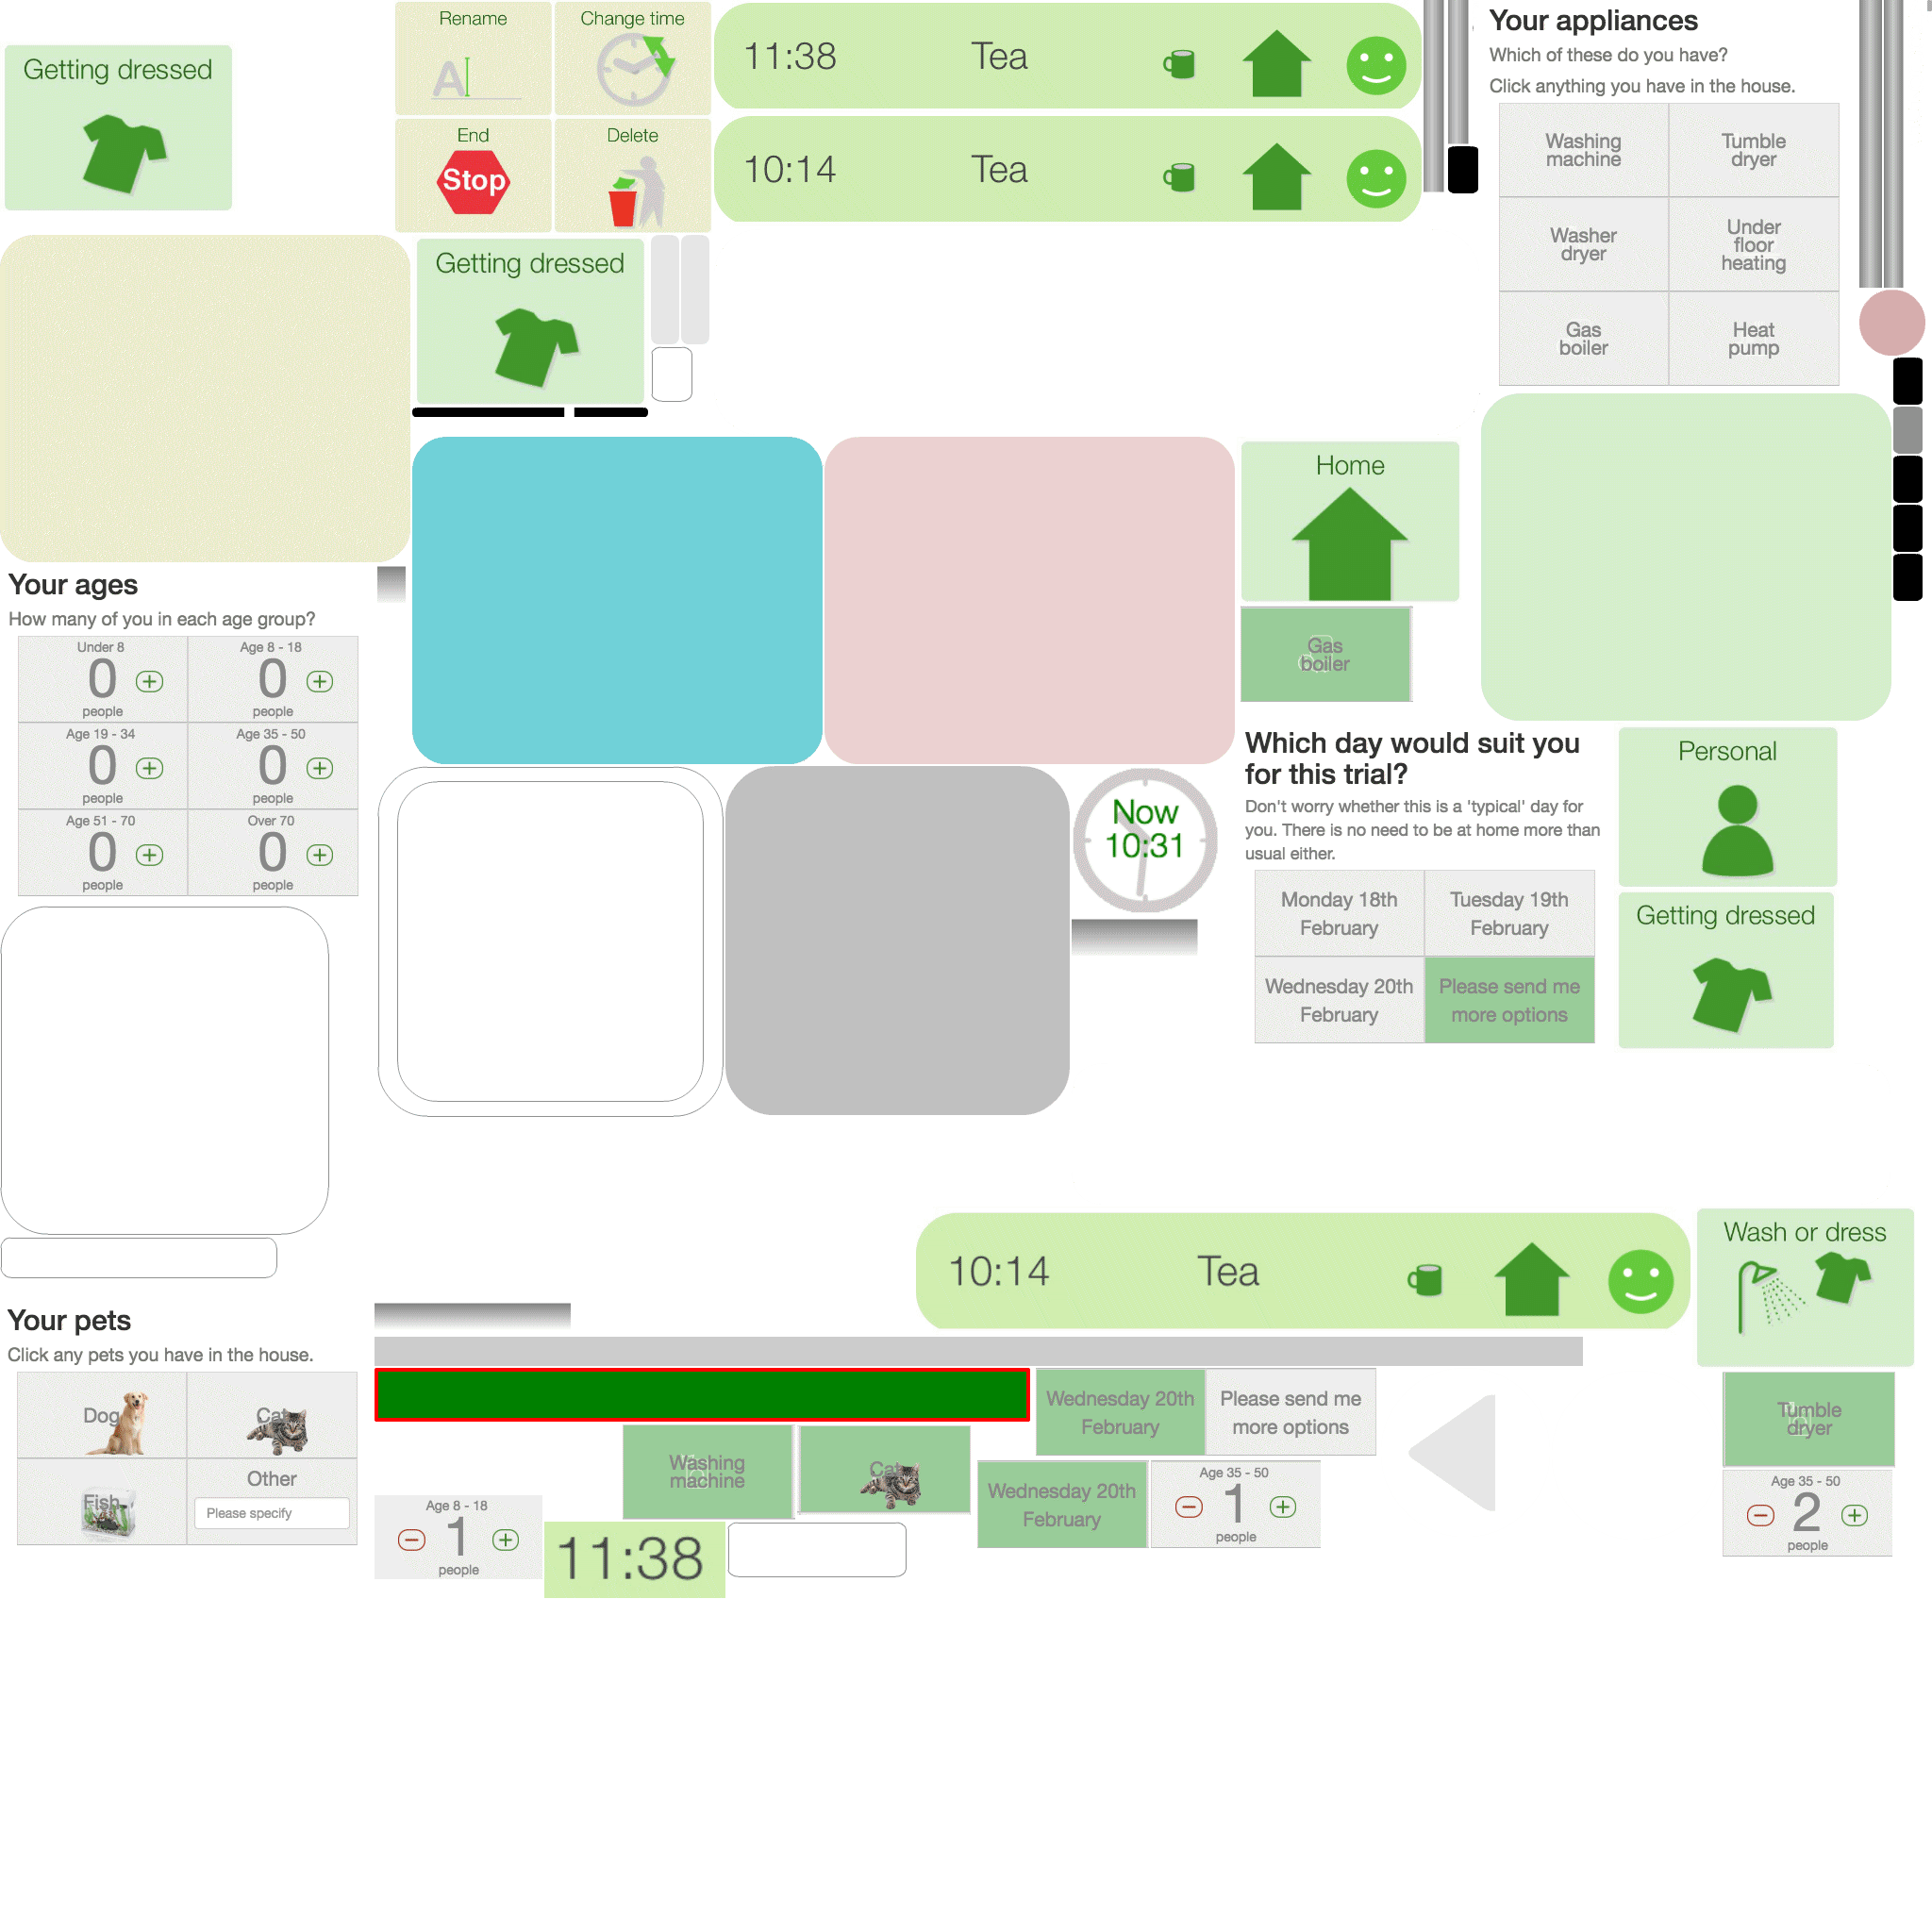 Getting dressed
Rename
Change time
A
End
Delete
Stop
11:38
Tea
10:14
Tea
Your appliances
Which of these do you have?
Click anything you have in the house.
Washing
machine
Tumble
dryer
Washer
dryer
Under
floor
heating
Gas
boiler
Heat
pump
Getting dressed
Home
Gas
boiler
Your ages
How many of you in each age group?
Under 8
0
people
Age 8 - 18
0
people
Age 19 - 34
0
people
Age 35 - 50
0
people
Age 51 - 70
0
people
Over 70
0
people
Now
10:31
Which day would suit you
for this trial?
Don't worry whether this is a 'typical' day for
you. There is no need to be at home more than
usual either.
Monday 18th
February
Tuesday 19th
February
Wednesday 20th
February
Please send me
more options
Personal
Getting dressed
10:14
Tea
Wash or dress
Your pets
Click any pets you have in the house.
Dog
Cat
Fish
Other
Please specify
Wednesday 20th
February
Please send me
more options
Tumble
dryer
Washing
machine
Cat
Wednesday 20th
February
Age 35 - 50
1
people
Age 35 - 50
2
people
Age 8 - 18
1
people
11:38